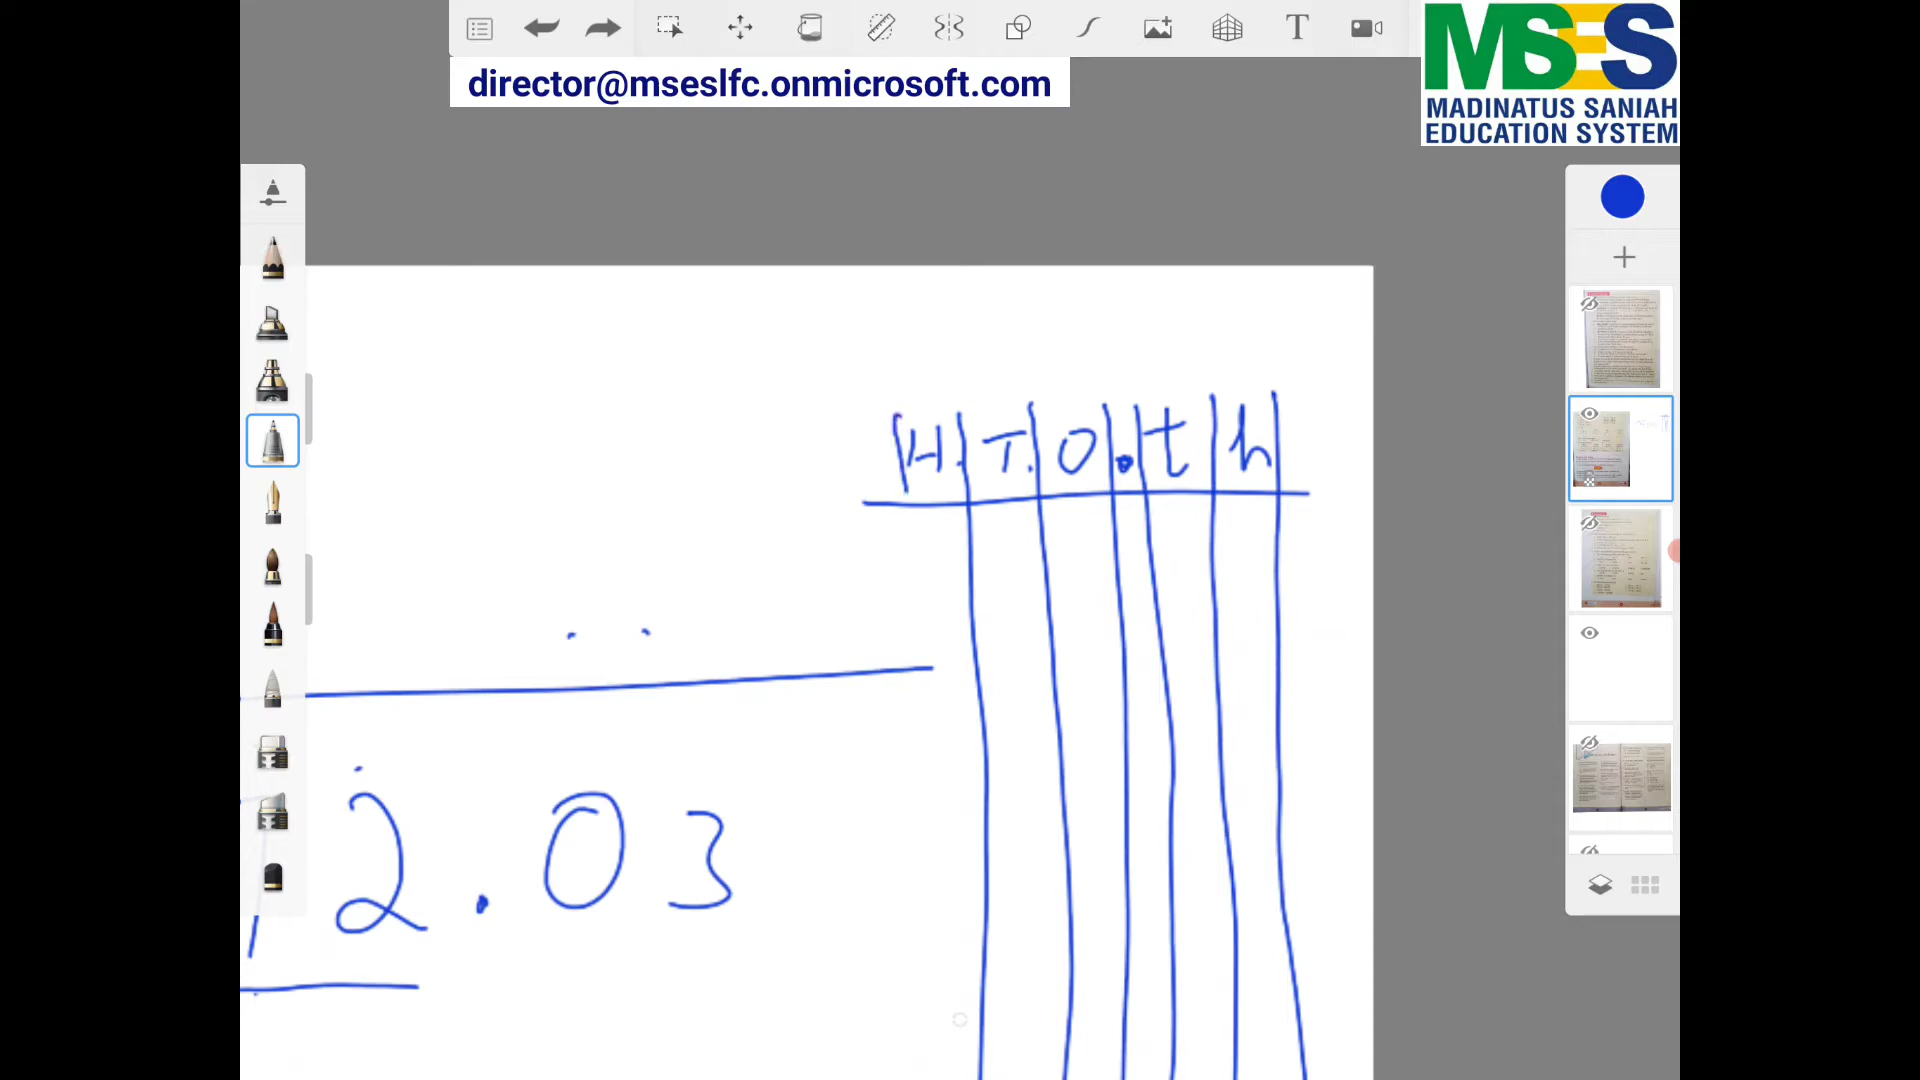 director@mseslfc.onmicrosoft.com
MSES
MADINATUS SANIAH
EDUCATION SYSTEM
H. T. O . t h
2.03